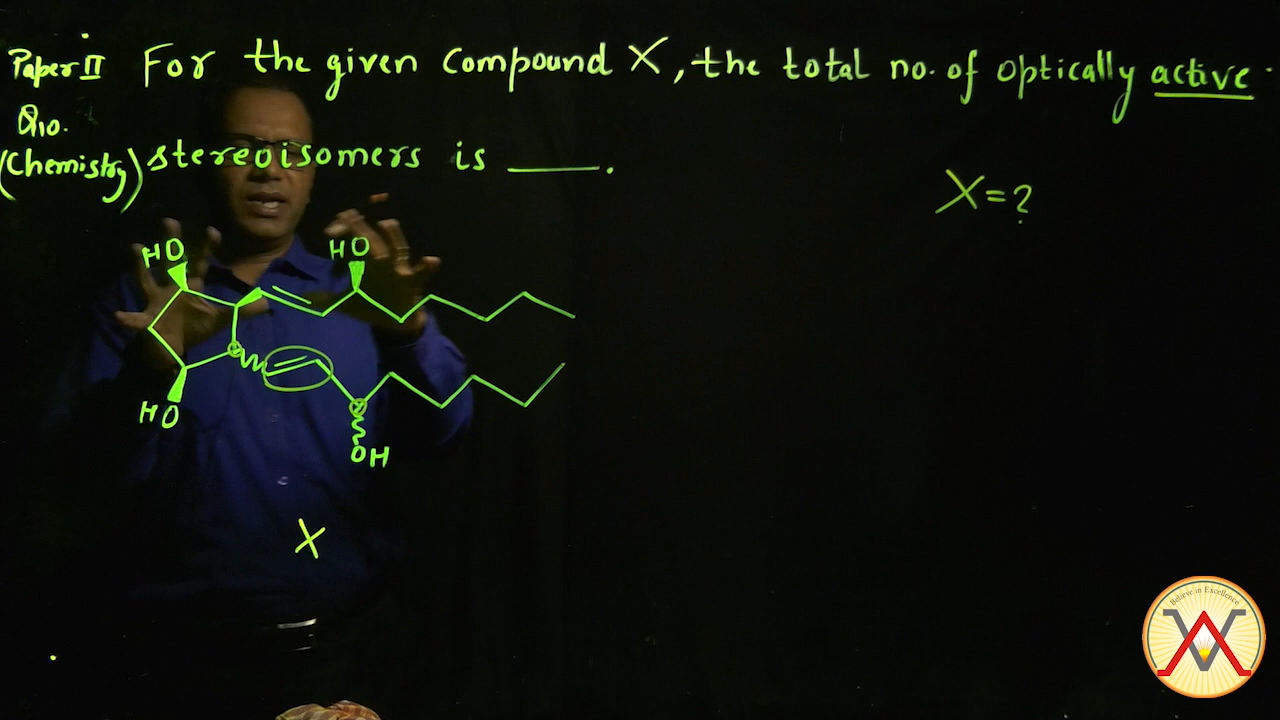 Paper II For the given compound X, the total no. of optically active
Q10.
(Chemistry) stereoisomers is ____.
X=?
HO HO
HO
OH
X
Believe in Excellence